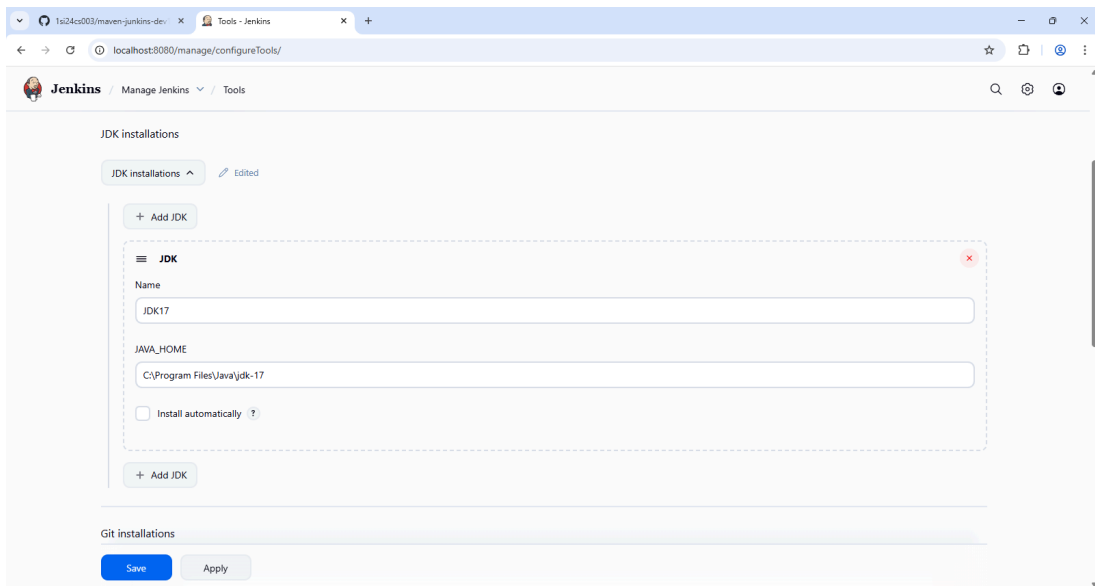 1si24cs003/maven-junkins-dev
Tools - Jenkins
localhost:8080/manage/configureTools/
Jenkins / Manage Jenkins / Tools
JDK installations
JDK installations
Edited
+ Add JDK
JDK
Name
JDK17
JAVA_HOME
C:\Program Files\Java\jdk-17
Install automatically ?
+ Add JDK
Git installations
Save
Apply